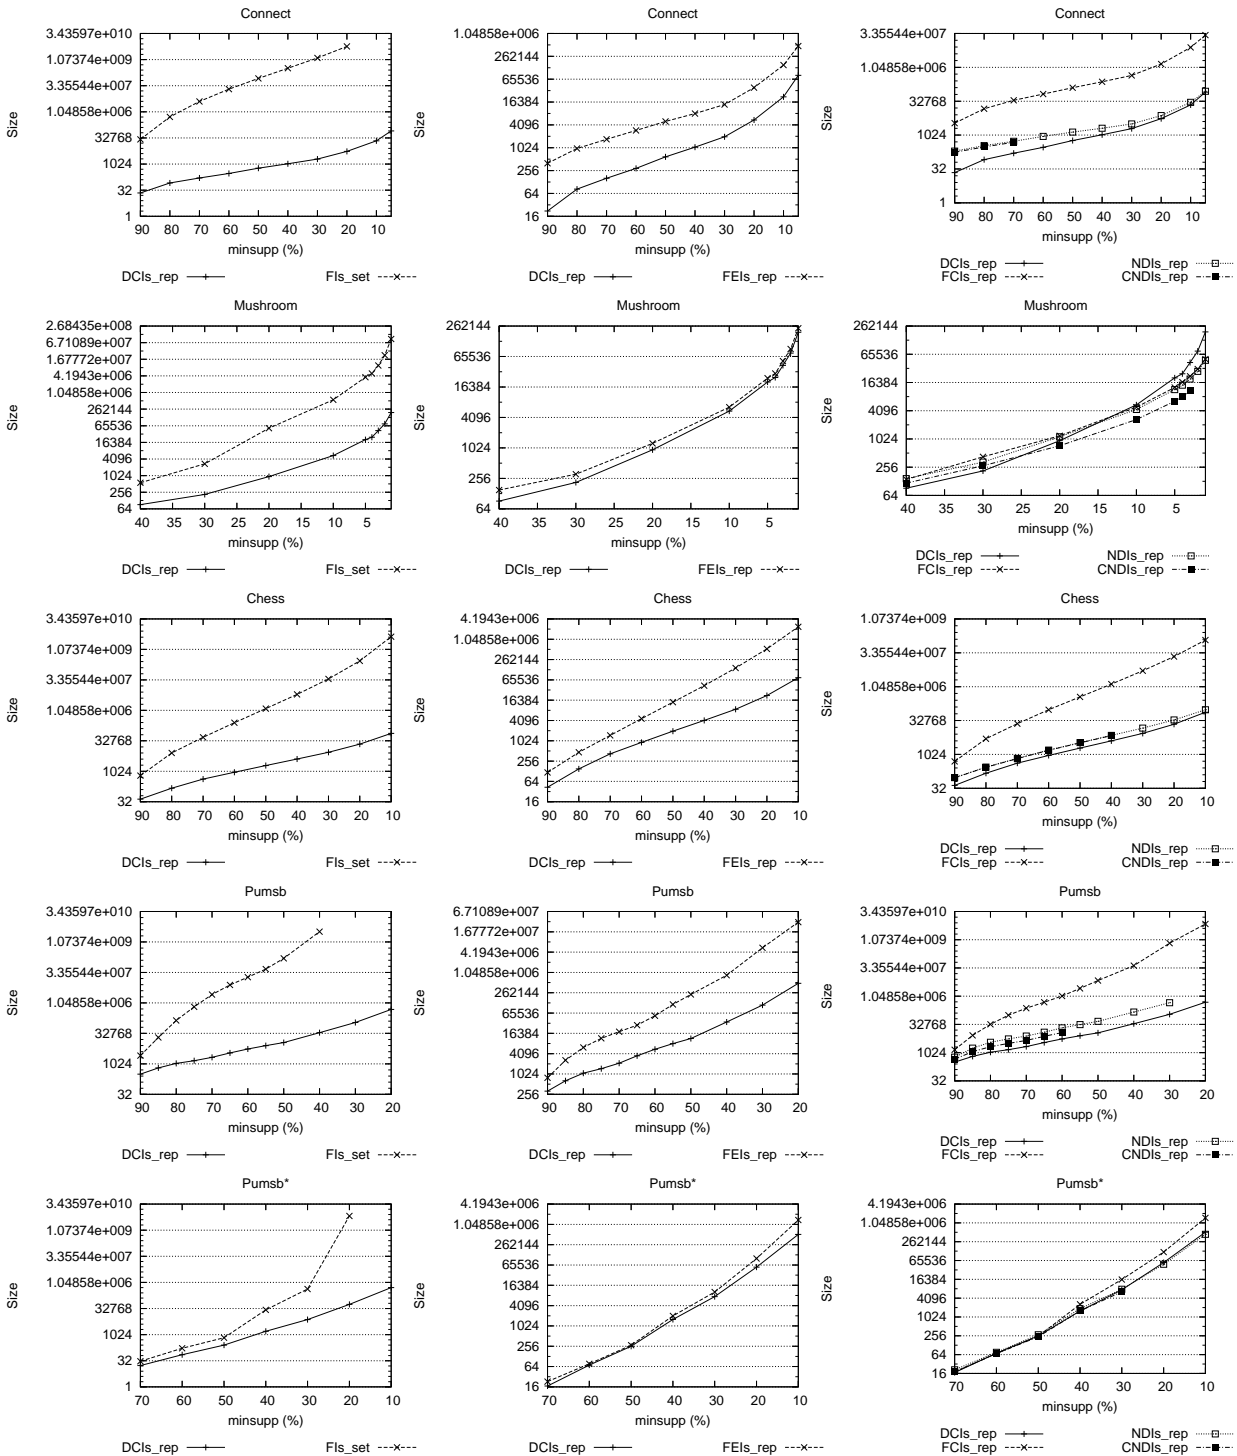 Connect
Size
3.43597e+010
1.07374e+009
3.35544e+007
1.04858e+006
32768
1024
32
1
90 80 70 60 50 40 30 20 10
minsupp (%)
DCIs_rep FIs_set
Connect
Size
1.04858e+006
262144
65536
16384
4096
1024
256
64
16
90 80 70 60 50 40 30 20 10
minsupp (%)
DCIs_rep FEIs_rep
Connect
Size
3.35544e+007
1.04858e+006
32768
1024
32
1
90 80 70 60 50 40 30 20 10
minsupp (%)
DCIs_rep NDIs_rep
FCIs_rep CNDIs_rep
Mushroom
Size
2.68435e+008
6.71089e+007
1.67772e+007
4.1943e+006
1.04858e+006
262144
65536
16384
4096
1024
256
64
40 35 30 25 20 15 10 5
minsupp (%)
DCIs_rep FIs_set
Mushroom
Size
262144
65536
16384
4096
1024
256
64
40 35 30 25 20 15 10 5
minsupp (%)
DCIs_rep FEIs_rep
Mushroom
Size
262144
65536
16384
4096
1024
256
64
40 35 30 25 20 15 10 5
minsupp (%)
DCIs_rep NDIs_rep
FCIs_rep CNDIs_rep
Chess
Size
3.43597e+010
1.07374e+009
3.35544e+007
1.04858e+006
32768
1024
32
90 80 70 60 50 40 30 20 10
minsupp (%)
DCIs_rep FIs_set
Chess
Size
4.1943e+006
1.04858e+006
262144
65536
16384
4096
1024
256
64
16
90 80 70 60 50 40 30 20 10
minsupp (%)
DCIs_rep FEIs_rep
Chess
Size
1.07374e+009
3.35544e+007
1.04858e+006
32768
1024
32
90 80 70 60 50 40 30 20 10
minsupp (%)
DCIs_rep NDIs_rep
FCIs_rep CNDIs_rep
Pumsb
Size
3.43597e+010
1.07374e+009
3.35544e+007
1.04858e+006
32768
1024
32
90 80 70 60 50 40 30 20
minsupp (%)
DCIs_rep FIs_set
Pumsb
Size
6.71089e+007
1.67772e+007
4.1943e+006
1.04858e+006
262144
65536
16384
4096
1024
256
90 80 70 60 50 40 30 20
minsupp (%)
DCIs_rep FEIs_rep
Pumsb
Size
3.43597e+010
1.07374e+009
3.35544e+007
1.04858e+006
32768
1024
32
90 80 70 60 50 40 30 20
minsupp (%)
DCIs_rep NDIs_rep
FCIs_rep CNDIs_rep
Pumsb*
Size
3.43597e+010
1.07374e+009
3.35544e+007
1.04858e+006
32768
1024
32
1
70 60 50 40 30 20 10
minsupp (%)
DCIs_rep FIs_set
Pumsb*
Size
4.1943e+006
1.04858e+006
262144
65536
16384
4096
1024
256
64
16
70 60 50 40 30 20 10
minsupp (%)
DCIs_rep FEIs_rep
Pumsb*
Size
4.1943e+006
1.04858e+006
262144
65536
16384
4096
1024
256
64
16
70 60 50 40 30 20 10
minsupp (%)
DCIs_rep NDIs_rep
FCIs_rep CNDIs_rep